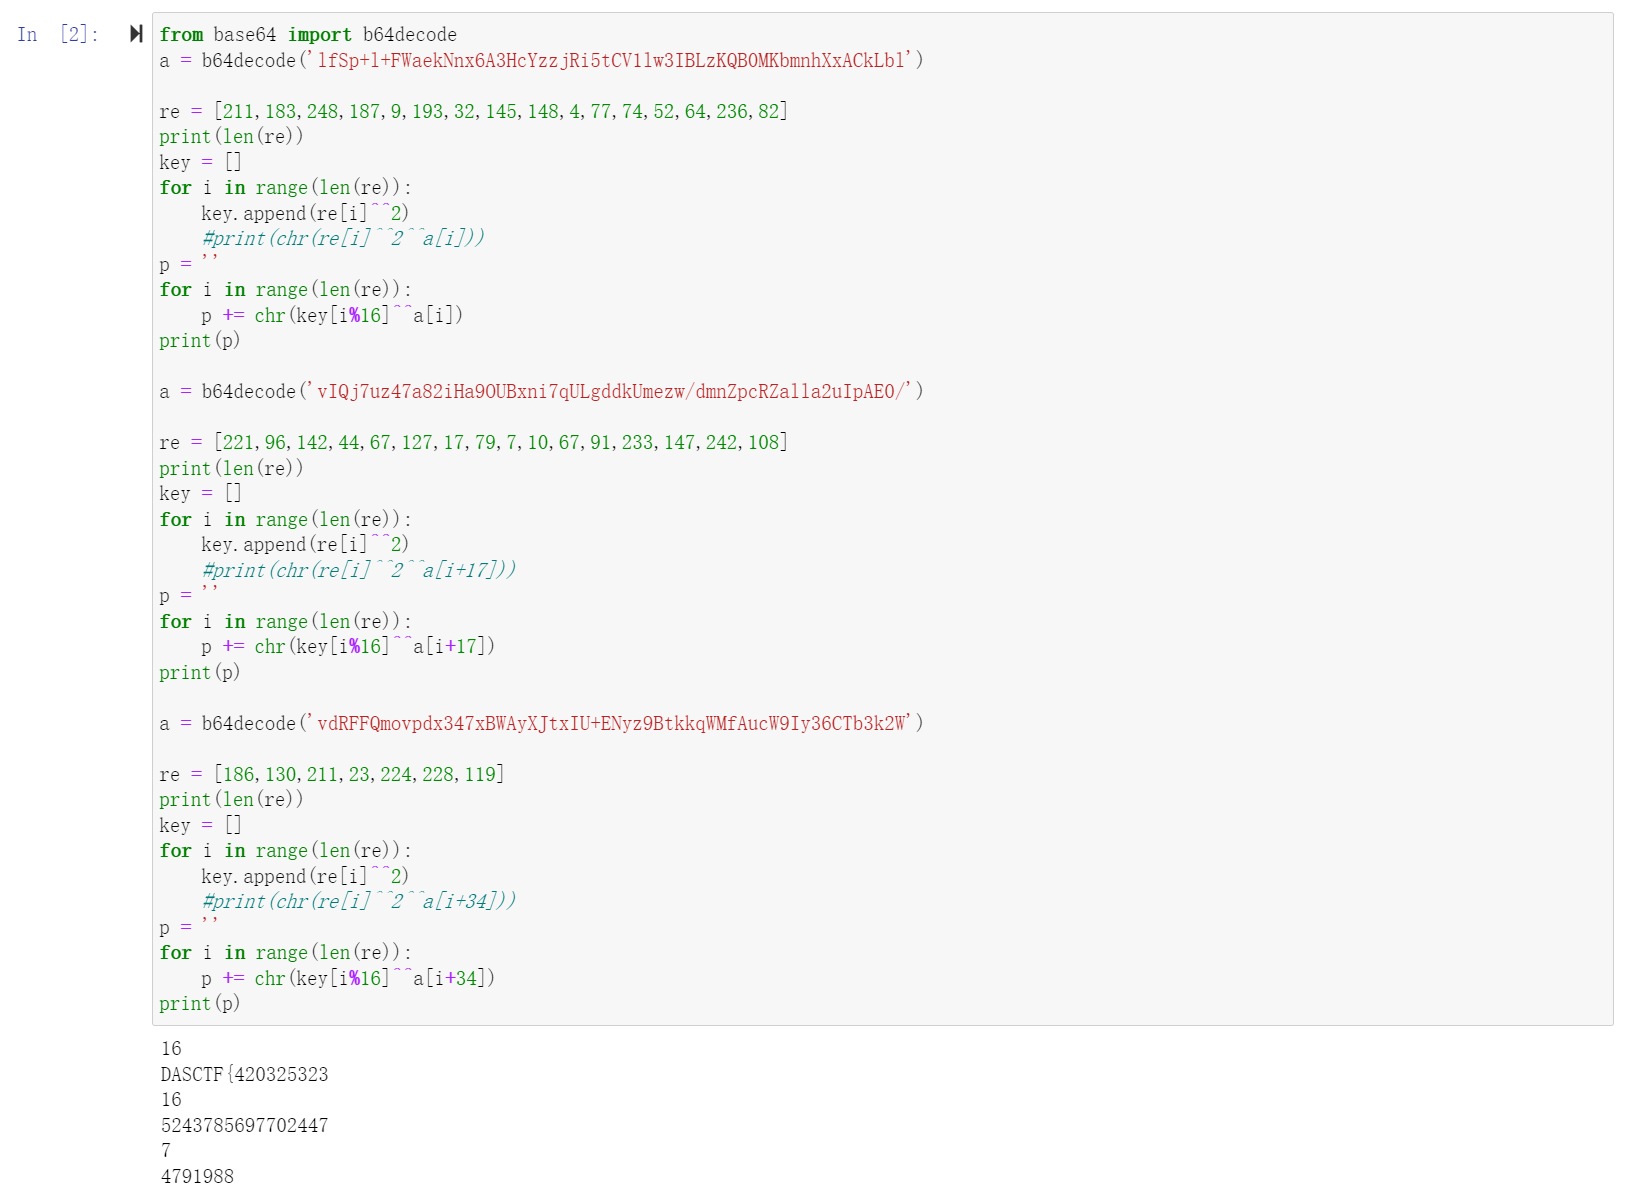 In [2]:
from base64 import b64decode
a = b64decode('lfSp+l+FWaekNnx6A3HcYzzjRi5tCV1lw3IBLzKQBOMKbmnhXxACkLbl')
re = [211,183,248,187,9,193,32,145,148,4,77,74,52,64,236,82]
print(len(re))
key = []
for i in range(len(re)):
    key.append(re[i]^^2)
    #print(chr(re[i]^^2^^a[i]))
p = ''
for i in range(len(re)):
    p += chr(key[i%16]^^a[i])
print(p)
a = b64decode('vIQj7uz47a82iHa9OUBxni7qULgddkUmezw/dmnZpcRZalla2uIpAE0/')
re = [221,96,142,44,67,127,17,79,7,10,67,91,233,147,242,108]
print(len(re))
key = []
for i in range(len(re)):
    key.append(re[i]^^2)
    #print(chr(re[i]^^2^^a[i+17]))
p = ''
for i in range(len(re)):
    p += chr(key[i%16]^^a[i+17])
print(p)
a = b64decode('vdRFFQmovpdx347xBWAyXJtxIU+ENyz9BtkkqWMfAucW9Iy36CTb3k2W')
re = [186,130,211,23,224,228,119]
print(len(re))
key = []
for i in range(len(re)):
    key.append(re[i]^^2)
    #print(chr(re[i]^^2^^a[i+34]))
p = ''
for i in range(len(re)):
    p += chr(key[i%16]^^a[i+34])
print(p)
16
DASCTF{420325323
16
5243785697702447
7
4791988